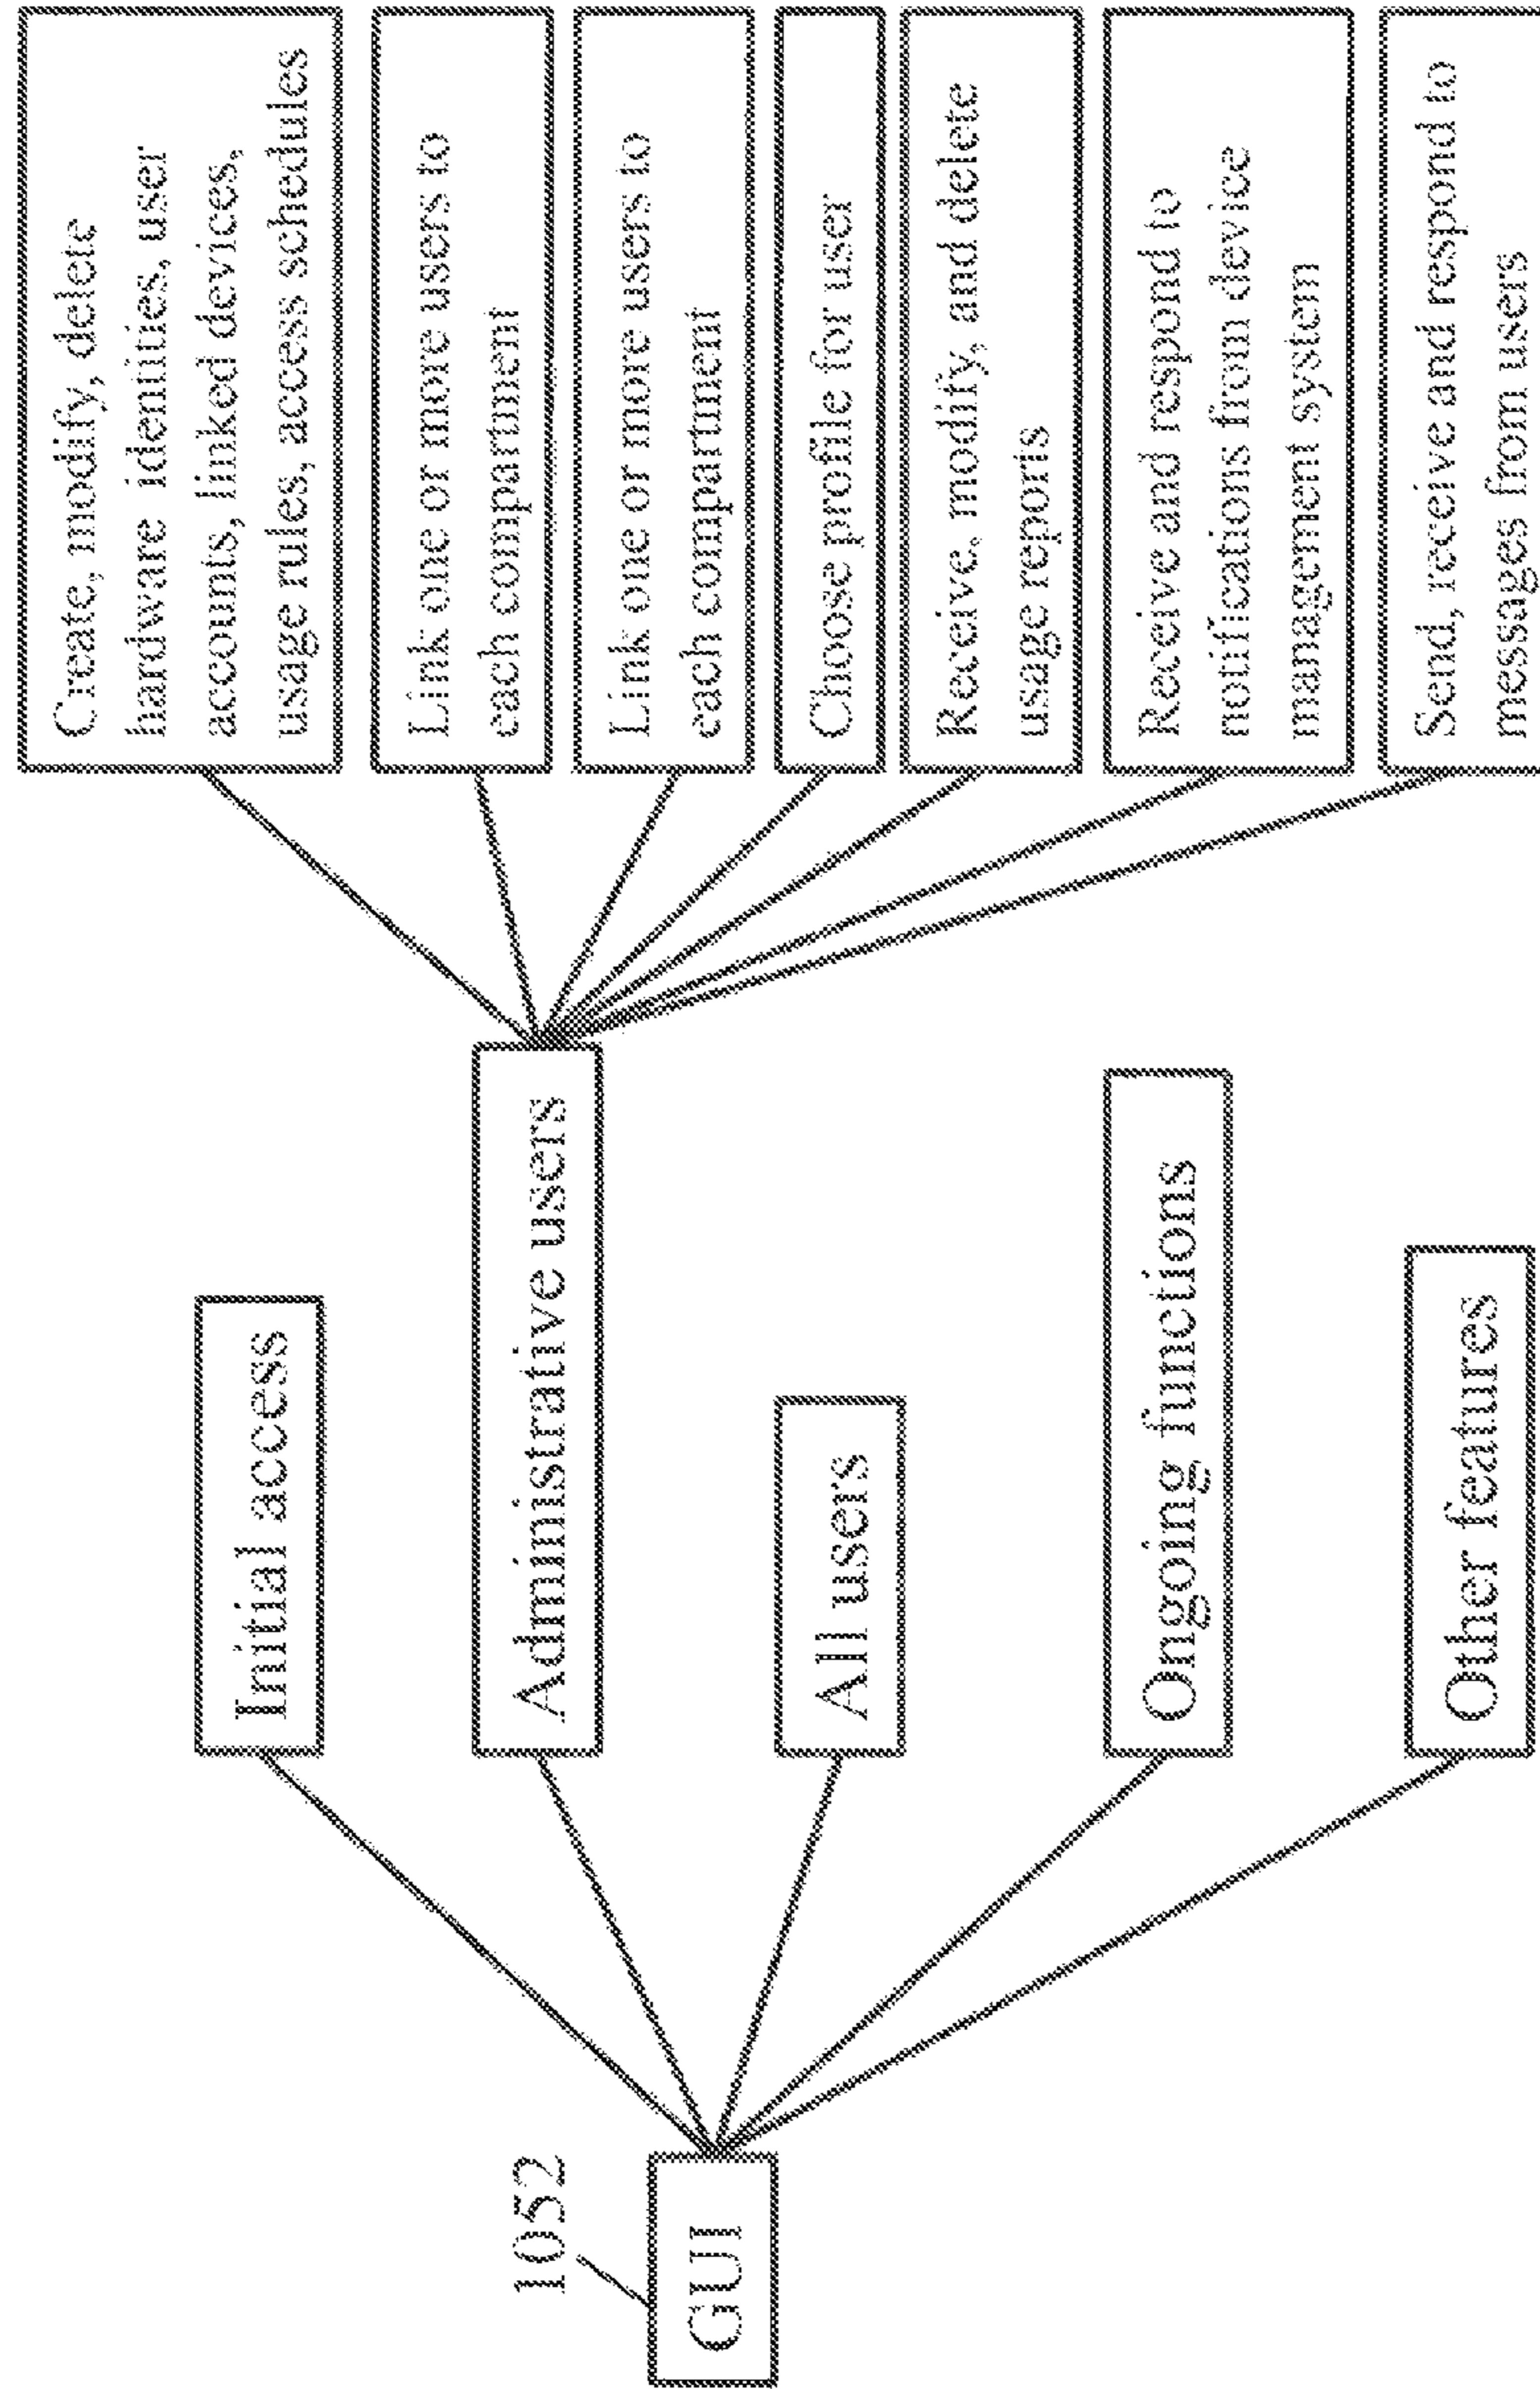 1052
GUI
Initial access
Administrative users
All users
Ongoing functions
Other features
Create, modify, delete
hardware identities, user
accounts, linked devices,
usage rules, access schedules
Link one or more users to
each compartment
Link one or more users to
each compartment
Choose profile for user
Receive, modify, and delete
usage reports
Receive and respond to
notifications from device
management system
Send, receive and respond to
messages from users